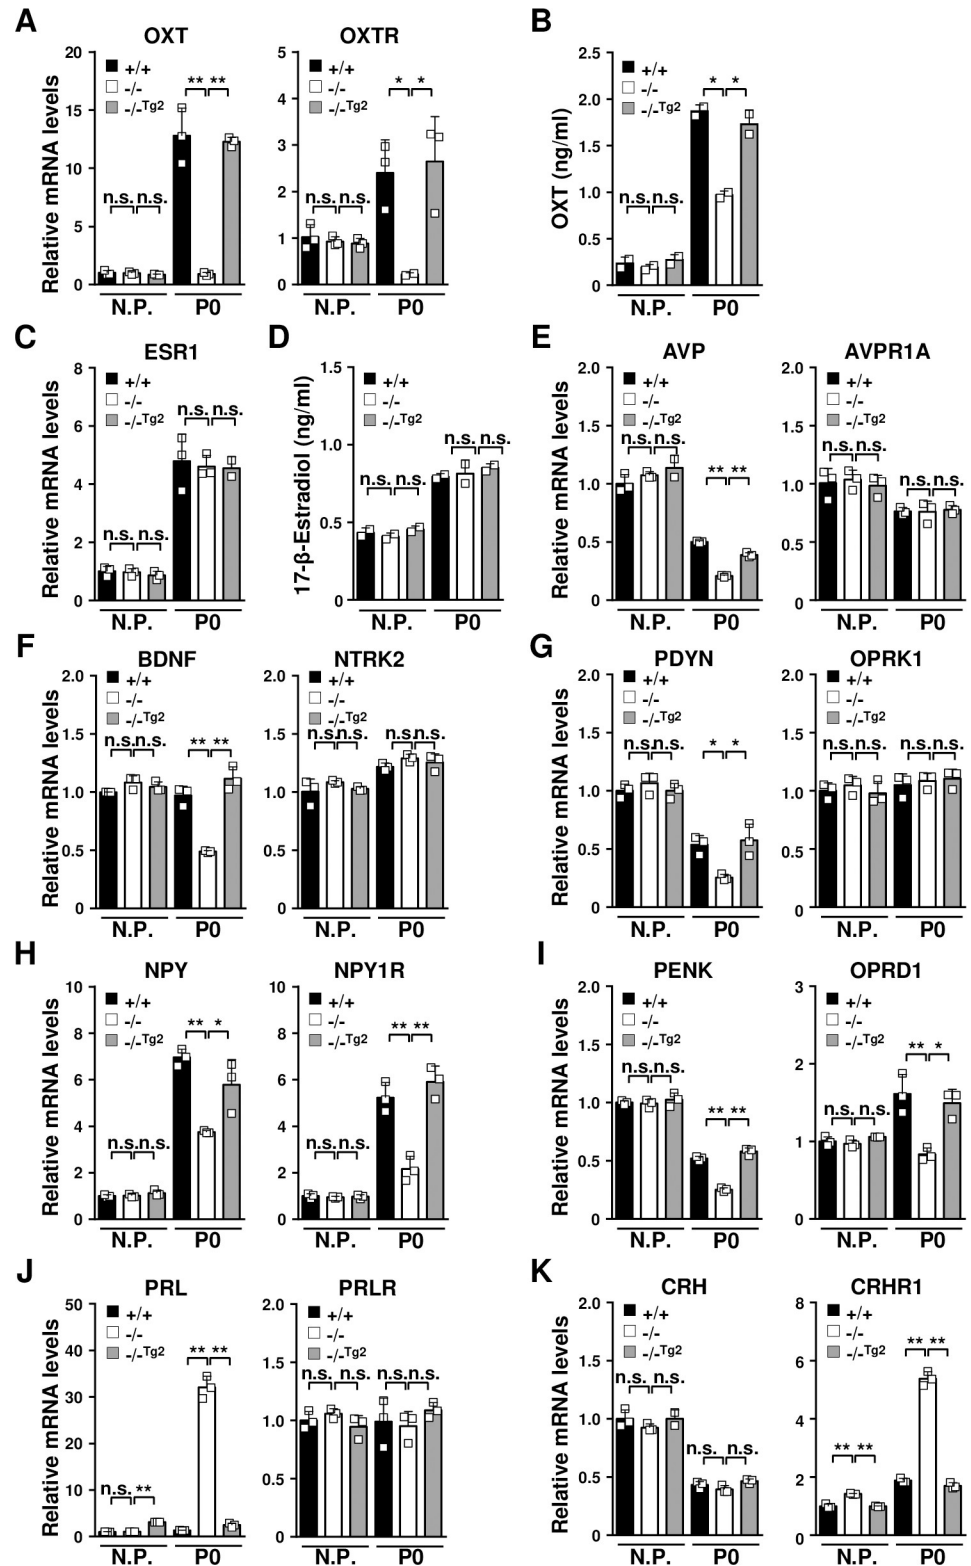 A
OXT
Relative mRNA levels
20
15
10
5
0
+/+
-/-
-/-Tg2
** **
n.s. n.s.
N.P. P0
OXTR
5
4
3
2
1
0
+/+
-/-
-/-Tg2
* *
n.s. n.s.
N.P. P0
B
OXT (ng/ml)
2.5
2.0
1.5
1.0
0.5
0
+/+
-/-
-/-Tg2
* *
n.s. n.s.
N.P. P0
C
ESR1
Relative mRNA levels
8
6
4
2
0
+/+
-/-
-/-Tg2
n.s. n.s.
n.s. n.s.
N.P. P0
D
17-β-Estradiol (ng/ml)
1.5
1.0
0.5
0
+/+
-/-
-/-Tg2
n.s. n.s.
n.s. n.s.
N.P. P0
E
AVP
Relative mRNA levels
2.0
1.5
1.0
0.5
0
+/+
-/-
-/-Tg2
n.s. n.s.
** **
N.P. P0
AVPR1A
2.0
1.5
1.0
0.5
0
+/+
-/-
-/-Tg2
n.s. n.s.
n.s. n.s.
N.P. P0
F
BDNF
Relative mRNA levels
2.0
1.5
1.0
0.5
0
+/+
-/-
-/-Tg2
n.s. n.s. ** **
N.P. P0
NTRK2
2.0
1.5
1.0
0.5
0
+/+
-/-
-/-Tg2
n.s. n.s. n.s. n.s.
N.P. P0
G
PDYN
Relative mRNA levels
2.0
1.5
1.0
0.5
0
+/+
-/-
-/-Tg2
n.s. n.s. * *
N.P. P0
OPRK1
2.0
1.5
1.0
0.5
0
+/+
-/-
-/-Tg2
n.s. n.s. n.s. n.s.
N.P. P0
H
NPY
Relative mRNA levels
10
8
6
4
2
0
+/+
-/-
-/-Tg2
** *
n.s. n.s.
N.P. P0
NPY1R
10
8
6
4
2
0
+/+
-/-
-/-Tg2
** **
n.s. n.s.
N.P. P0
I
PENK
Relative mRNA levels
2.0
1.5
1.0
0.5
0
+/+
-/-
-/-Tg2
n.s. n.s.
** **
N.P. P0
OPRD1
3
2
1
0
+/+
-/-
-/-Tg2
** *
n.s. n.s.
N.P. P0
J
PRL
Relative mRNA levels
50
40
30
20
10
0
+/+
-/-
-/-Tg2
** **
n.s. **
N.P. P0
PRLR
2.0
1.5
1.0
0.5
0
+/+
-/-
-/-Tg2
n.s. n.s. n.s. n.s.
N.P. P0
K
CRH
Relative mRNA levels
2.0
1.5
1.0
0.5
0
+/+
-/-
-/-Tg2
n.s. n.s.
n.s. n.s.
N.P. P0
CRHR1
8
6
4
2
0
+/+
-/-
-/-Tg2
** **
** **
N.P. P0